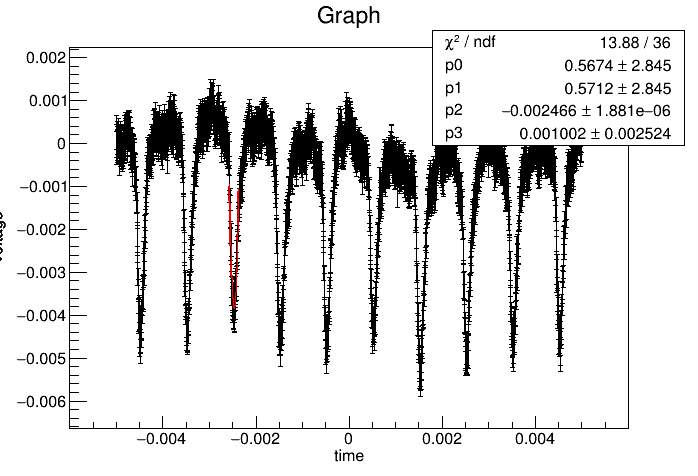 Graph
χ² / ndf 13.88 / 36
p0 0.5674 ± 2.845
p1 0.5712 ± 2.845
p2 −0.002466 ± 1.881e−06
p3 0.001002 ± 0.002524
0.002
0.001
0
−0.001
−0.002
−0.003
−0.004
−0.005
−0.006
−0.004 −0.002 0 0.002 0.004
time